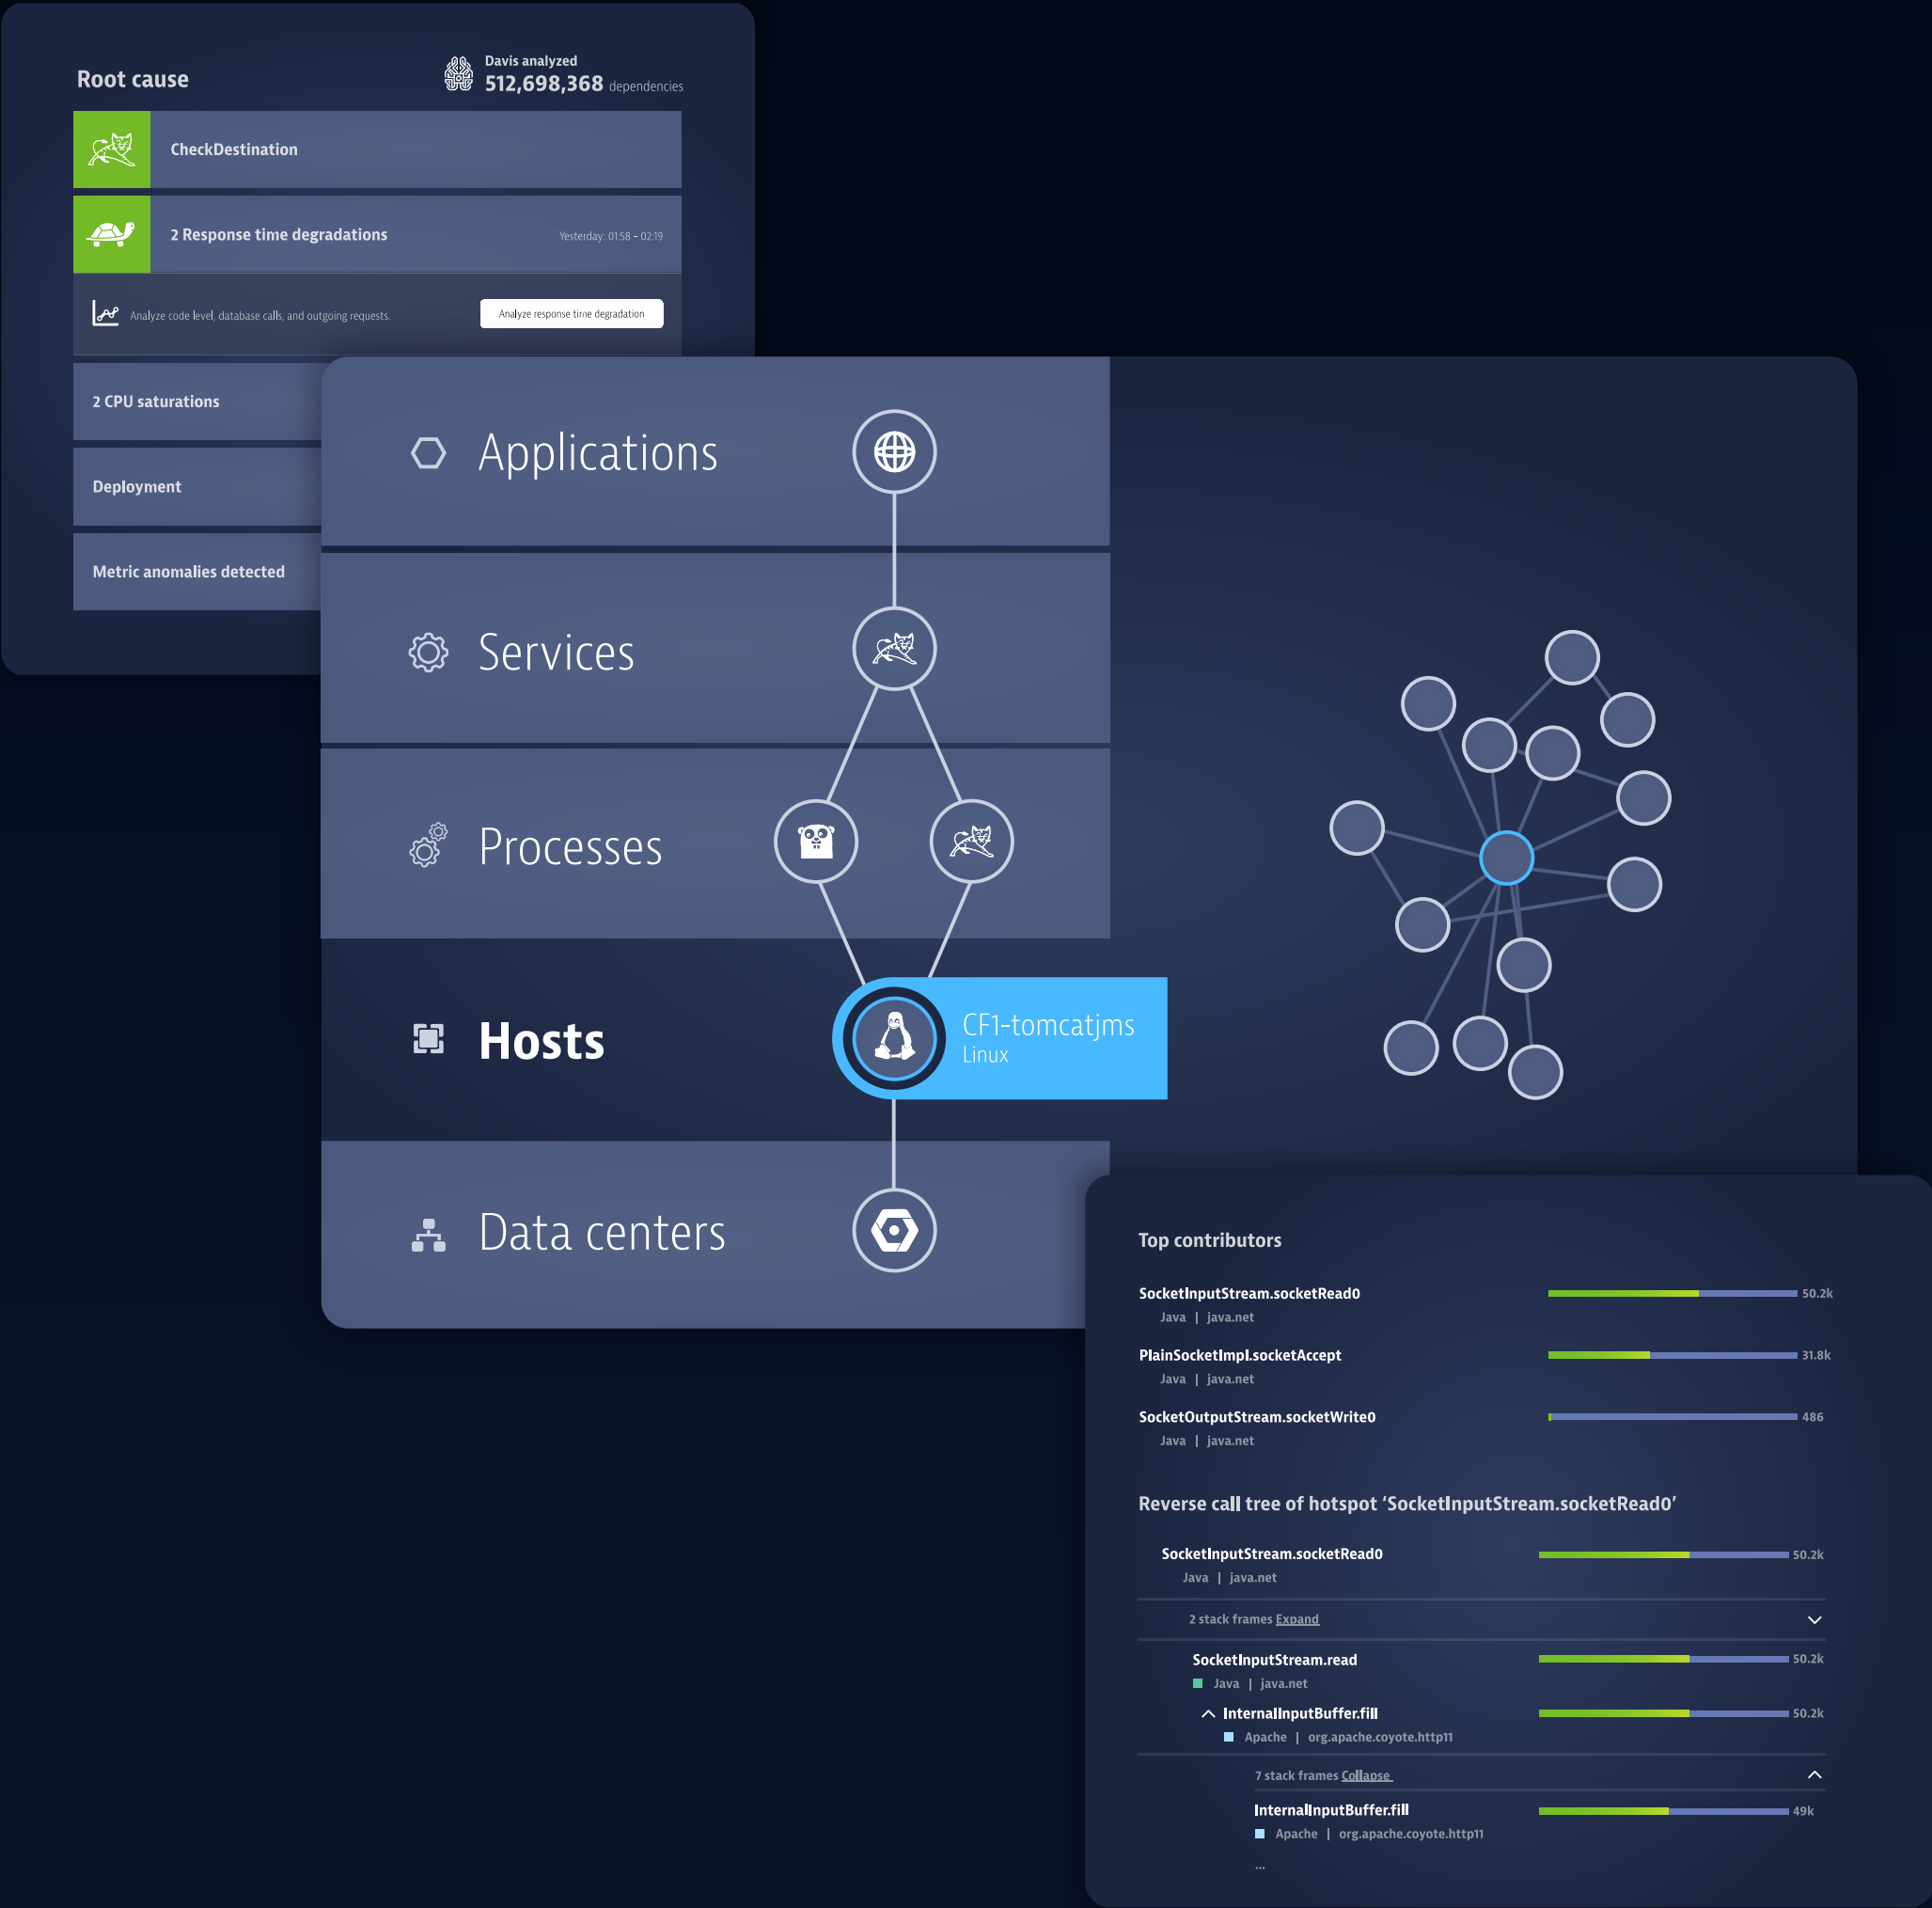 Root cause
Davis analyzed
512,698,368 dependencies
CheckDestination
2 Response time degradations
Yesterday: 01:58 - 02:19
Analyze code level, database calls, and outgoing requests.
Analyze response time degradation
2 CPU saturations
Deployment
Metric anomalies detected
Applications
Services
Processes
Hosts
CF1-tomcatjms
Linux
Data centers
Top contributors
SocketInputStream.socketRead0 50.2k
Java | java.net
PlainSocketImpl.socketAccept 31.8k
Java | java.net
SocketOutputStream.socketWrite0 486
Java | java.net
Reverse call tree of hotspot ‘SocketInputStream.socketRead0’
SocketInputStream.socketRead0 50.2k
Java | java.net
2 stack frames Expand
SocketInputStream.read 50.2k
Java | java.net
InternalInputBuffer.fill 50.2k
Apache | org.apache.coyote.http11
7 stack frames Collapse
InternalInputBuffer.fill 49k
Apache | org.apache.coyote.http11
...